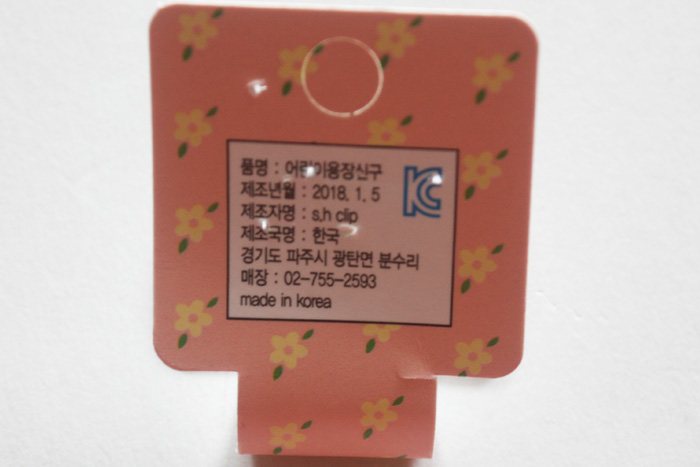 품명 : 어린이용장신구
제조년월 : 2018. 1. 5
제조자명 : s.h clip
제조국명 : 한국
경기도 파주시 광탄면 분수리
매장 : 02-755-2593
made in korea
KC